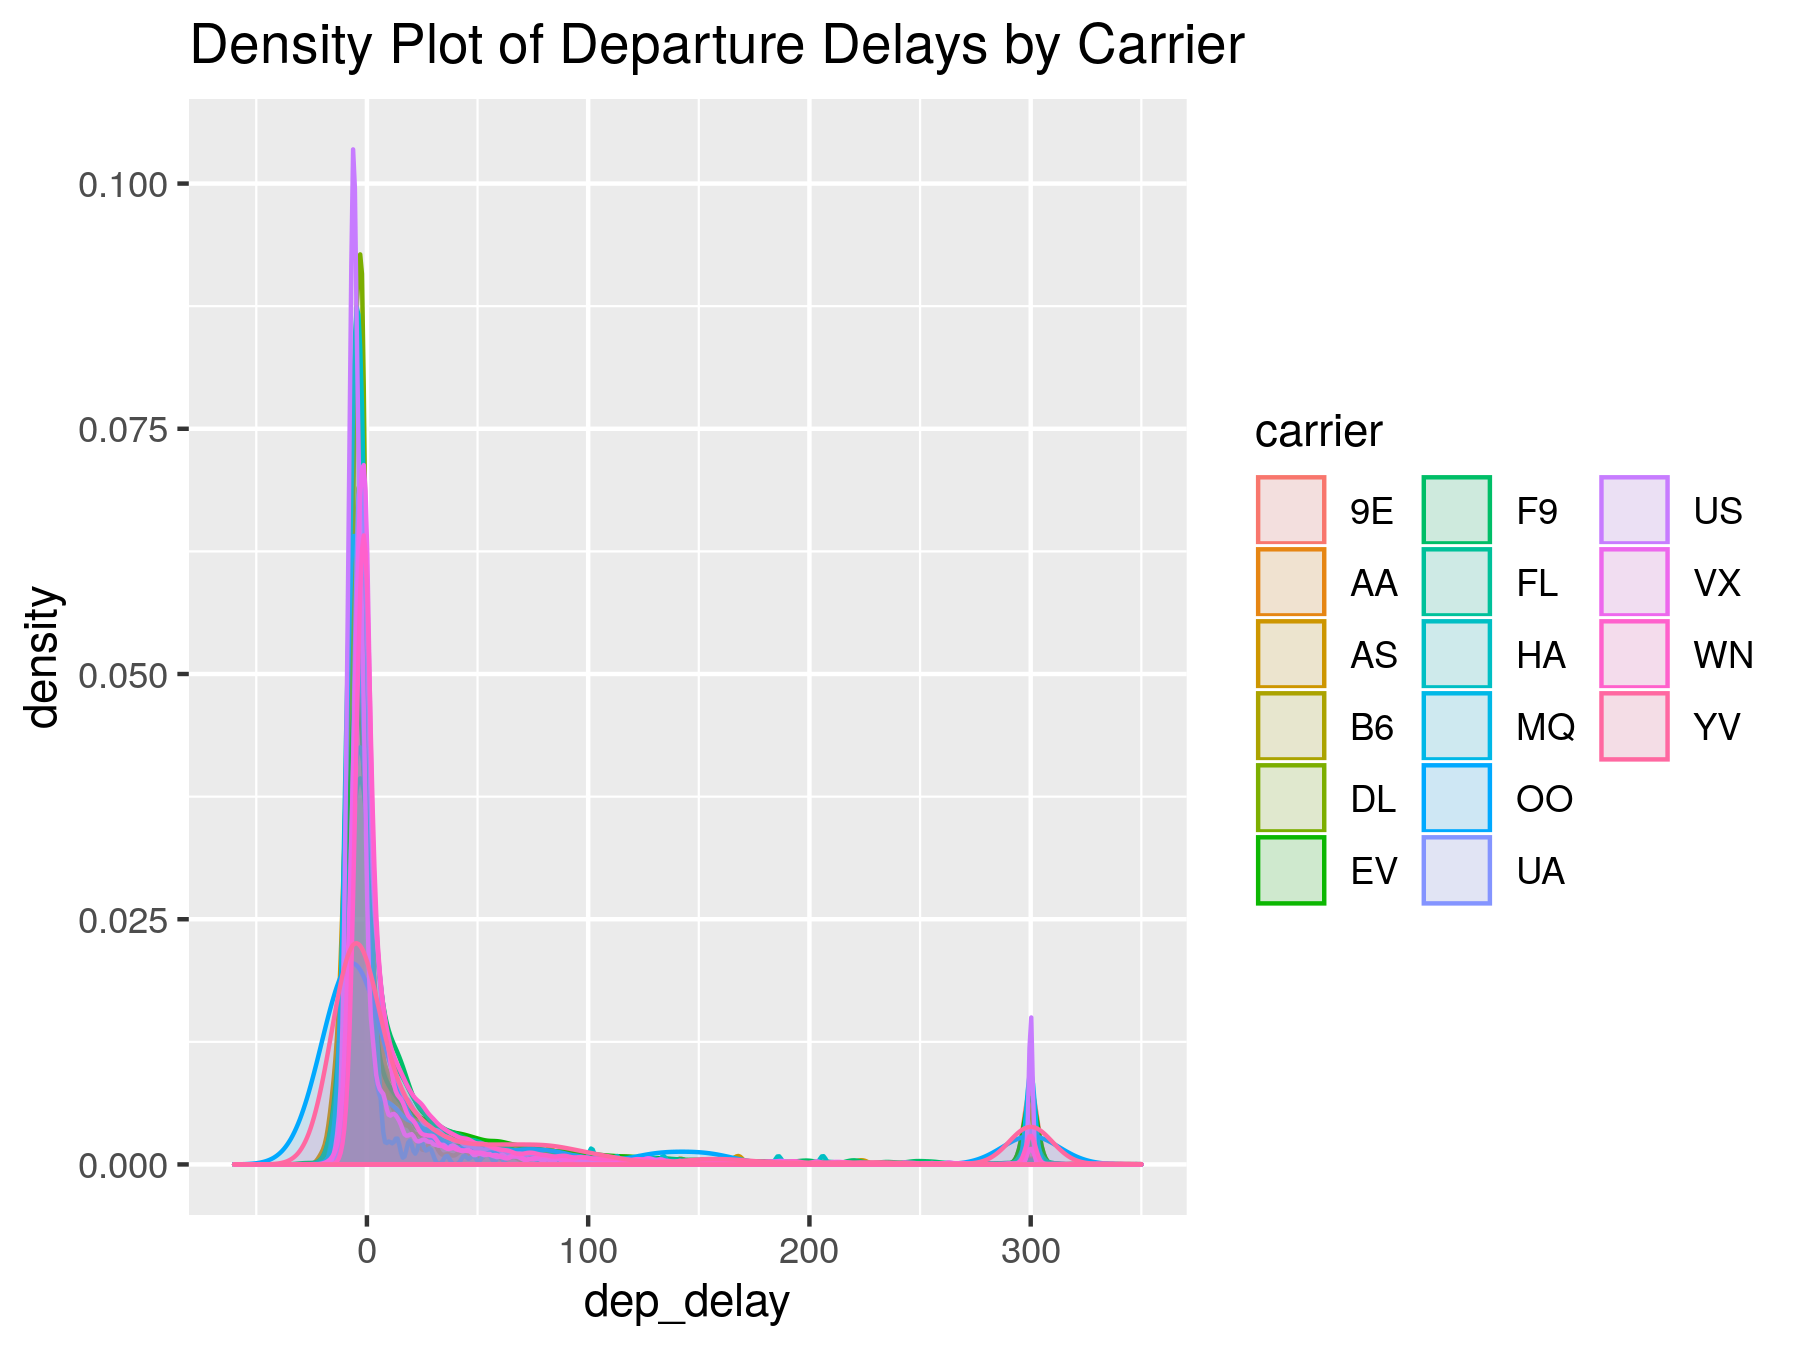 Density Plot of Departure Delays by Carrier
0.100
0.075
0.050
0.025
0.000
density
0 100 200 300
dep_delay
carrier
9E F9 US
AA FL VX
AS HA WN
B6 MQ YV
DL OO
EV UA